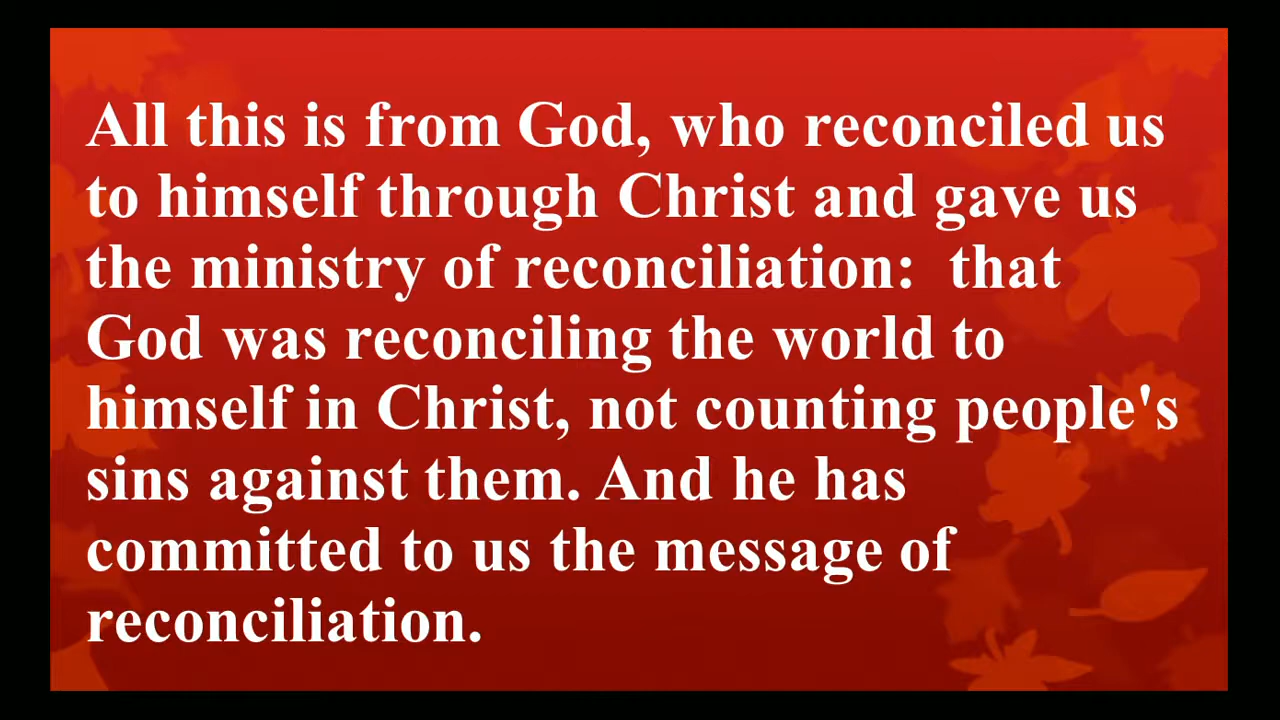 All this is from God, who reconciled us
to himself through Christ and gave us
the ministry of reconciliation:  that
God was reconciling the world to
himself in Christ, not counting people's
sins against them. And he has
committed to us the message of
reconciliation.